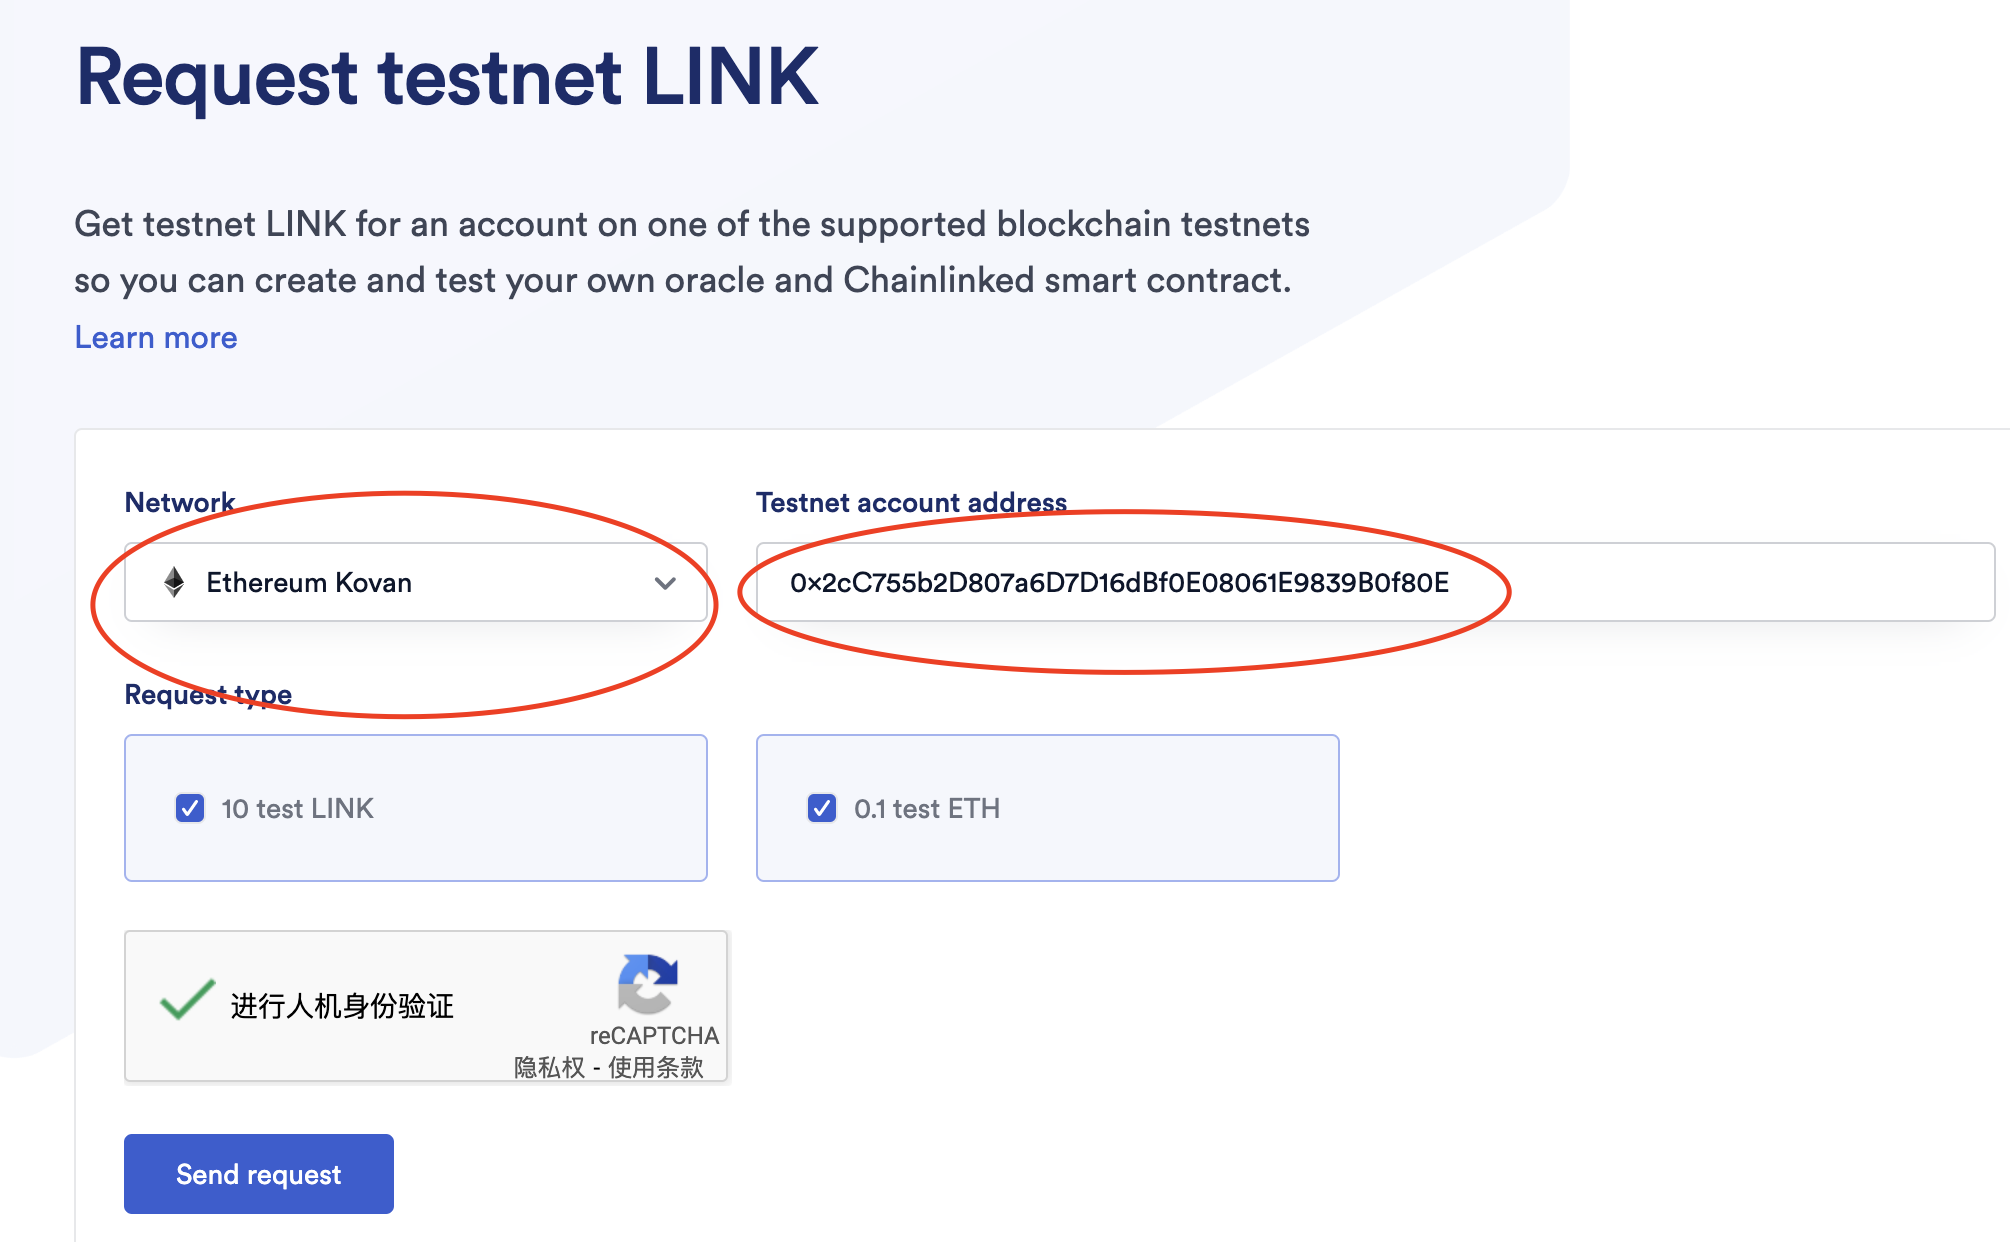 Request testnet LINK
Get testnet LINK for an account on one of the supported blockchain testnets
so you can create and test your own oracle and Chainlinked smart contract.
Learn more
Network
Testnet account address
Ethereum Kovan
0x2cC755b2D807a6D7D16dBf0E08061E9839B0f80E
Request type
10 test LINK
0.1 test ETH
进行人机身份验证
reCAPTCHA
隐私权 - 使用条款
Send request